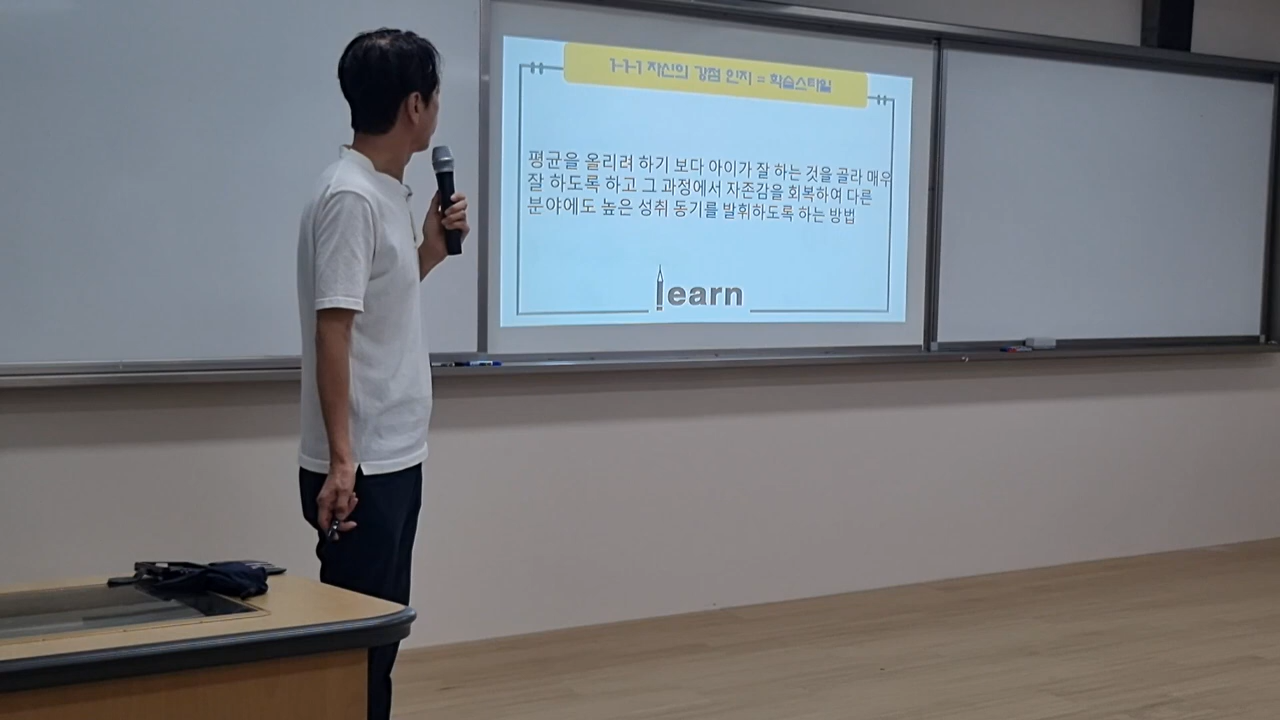 1-1-1 자신의 강점 인지 = 학습스타일
평균을 올리려 하기 보다 아이가 잘 하는 것을 골라 매우
잘 하도록 하고 그 과정에서 자존감을 회복하여 다른
분야에도 높은 성취 동기를 발휘하도록 하는 방법
learn